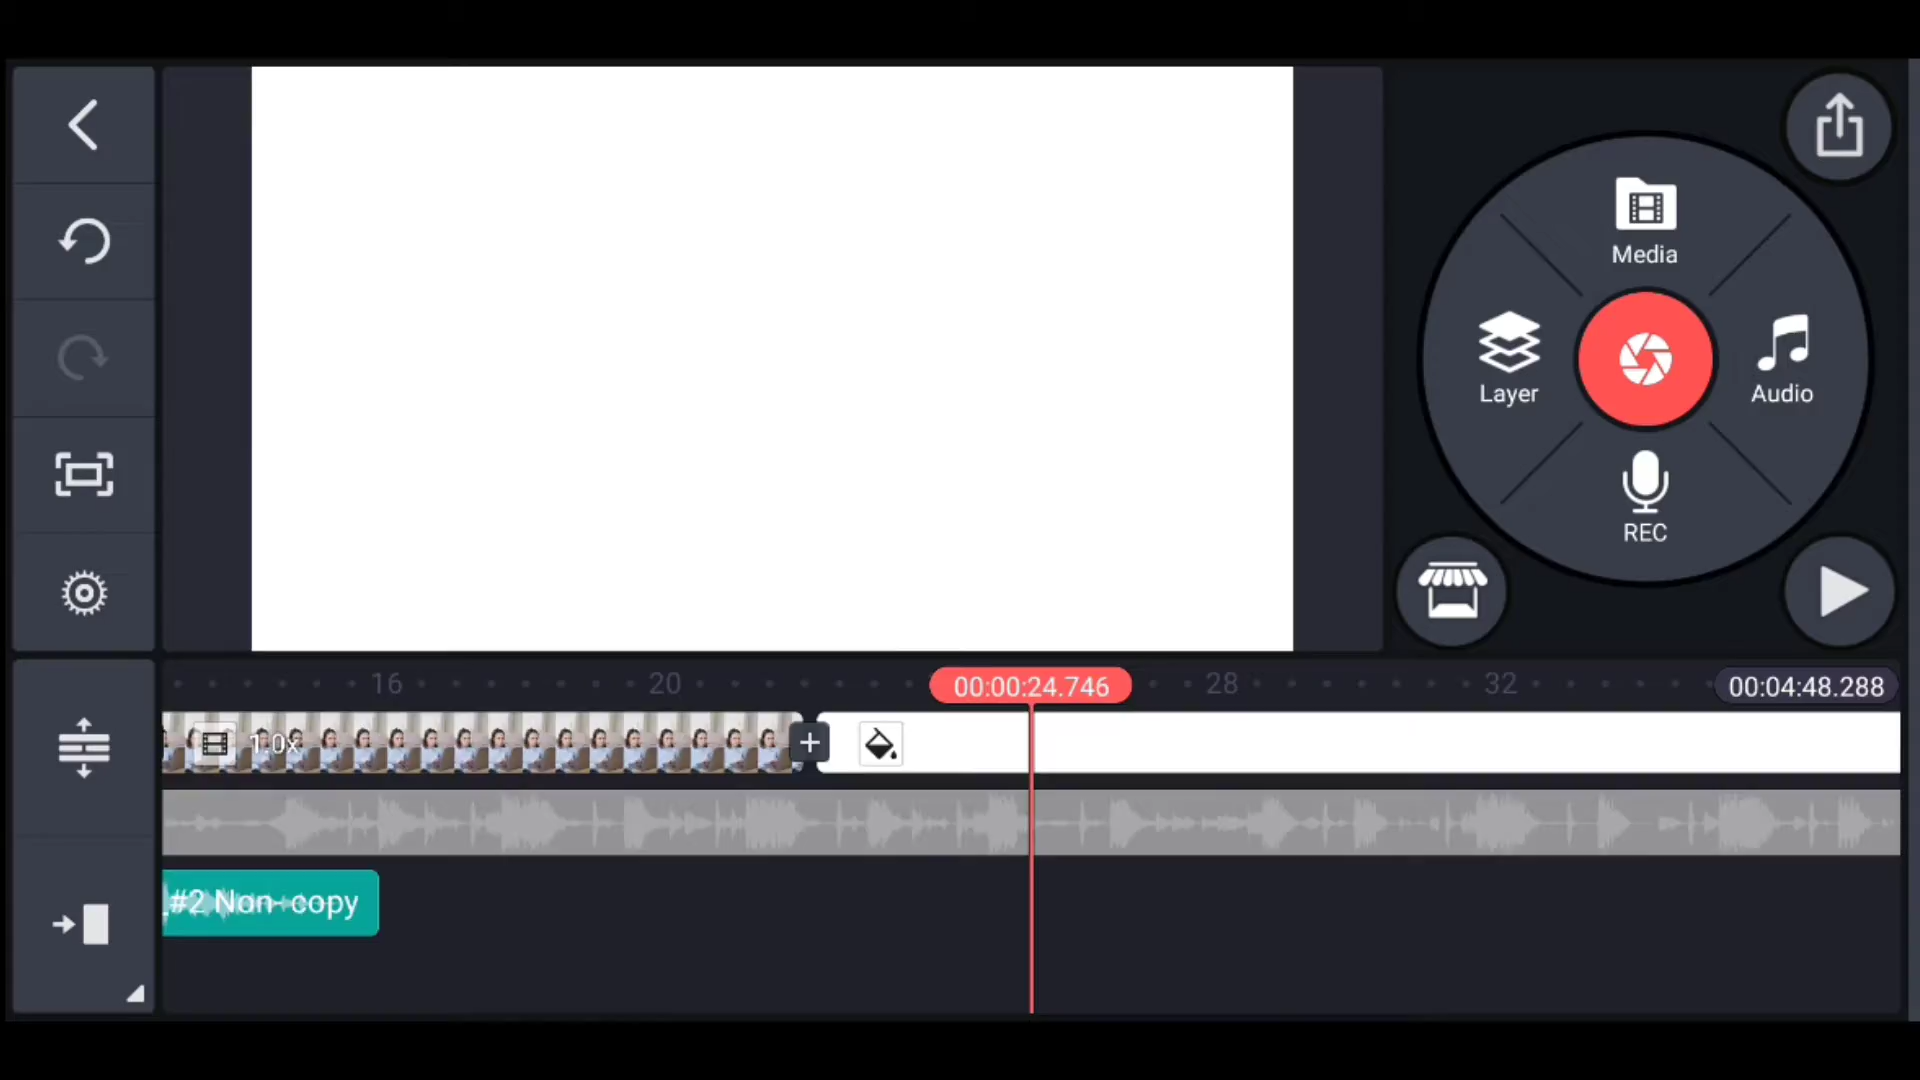 Media
Layer
Audio
REC
16
20
00:00:24.746
28
32
00:04:48.288
1.0x
#2 Non- copy